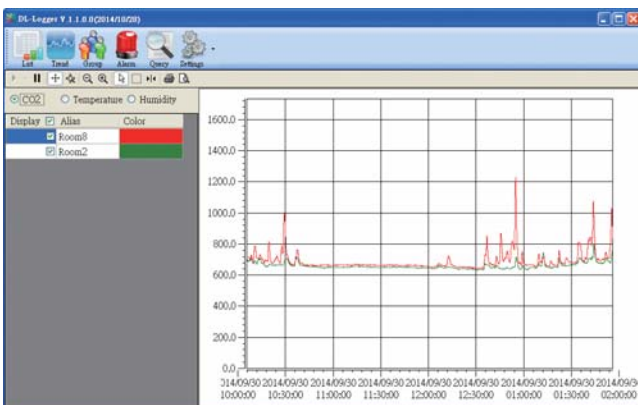 DL-Logger V 1.1.0.0(2014/10/20)
List Trend Group Alarm Query Settings
CO2 Temperature Humidity
Display Alias Color
Room8
Room2
1600.0
1400.0
1200.0
1000.0
800.0
600.0
400.0
200.0
0.0
014/09/30 2014/09/30 2014/09/30 2014/09/30 2014/09/30 2014/09/30 2014/09/30 2014/09/30 2014/09/30
10:00:00 10:30:00 11:00:00 11:30:00 12:00:00 12:30:00 01:00:00 01:30:00 02:00:00